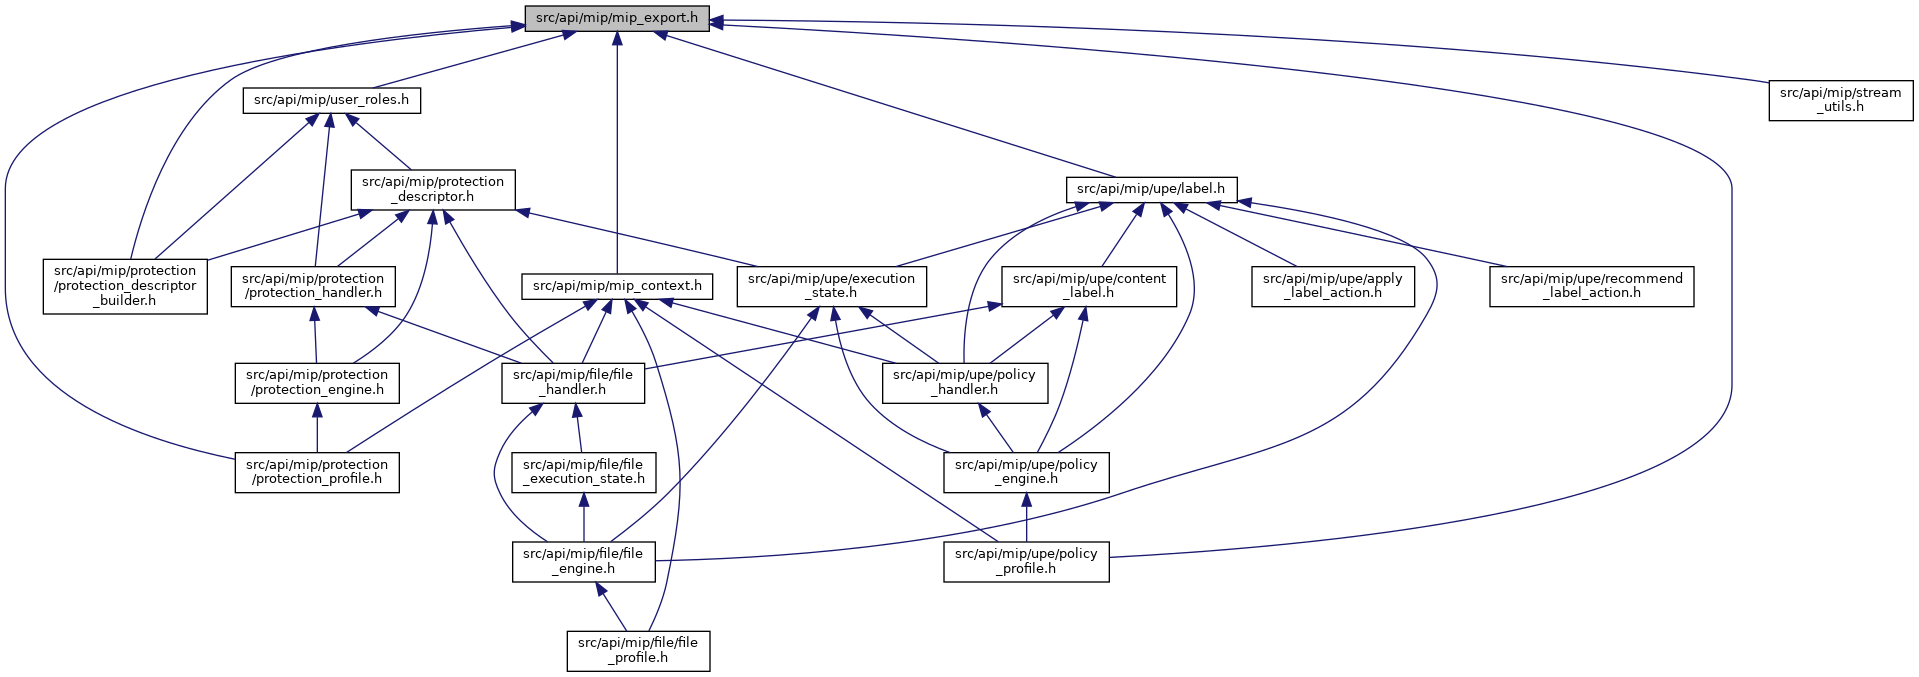 src/api/mip/mip_export.h
src/api/mip/stream
_utils.h
src/api/mip/user_roles.h
src/api/mip/protection
_descriptor.h
src/api/mip/upe/label.h
src/api/mip/protection
/protection_descriptor
_builder.h
src/api/mip/protection
/protection_handler.h
src/api/mip/mip_context.h
src/api/mip/upe/execution
_state.h
src/api/mip/upe/content
_label.h
src/api/mip/upe/apply
_label_action.h
src/api/mip/upe/recommend
_label_action.h
src/api/mip/protection
/protection_engine.h
src/api/mip/file/file
_handler.h
src/api/mip/upe/policy
_handler.h
src/api/mip/protection
/protection_profile.h
src/api/mip/file/file
_execution_state.h
src/api/mip/upe/policy
_engine.h
src/api/mip/file/file
_engine.h
src/api/mip/upe/policy
_profile.h
src/api/mip/file/file
_profile.h